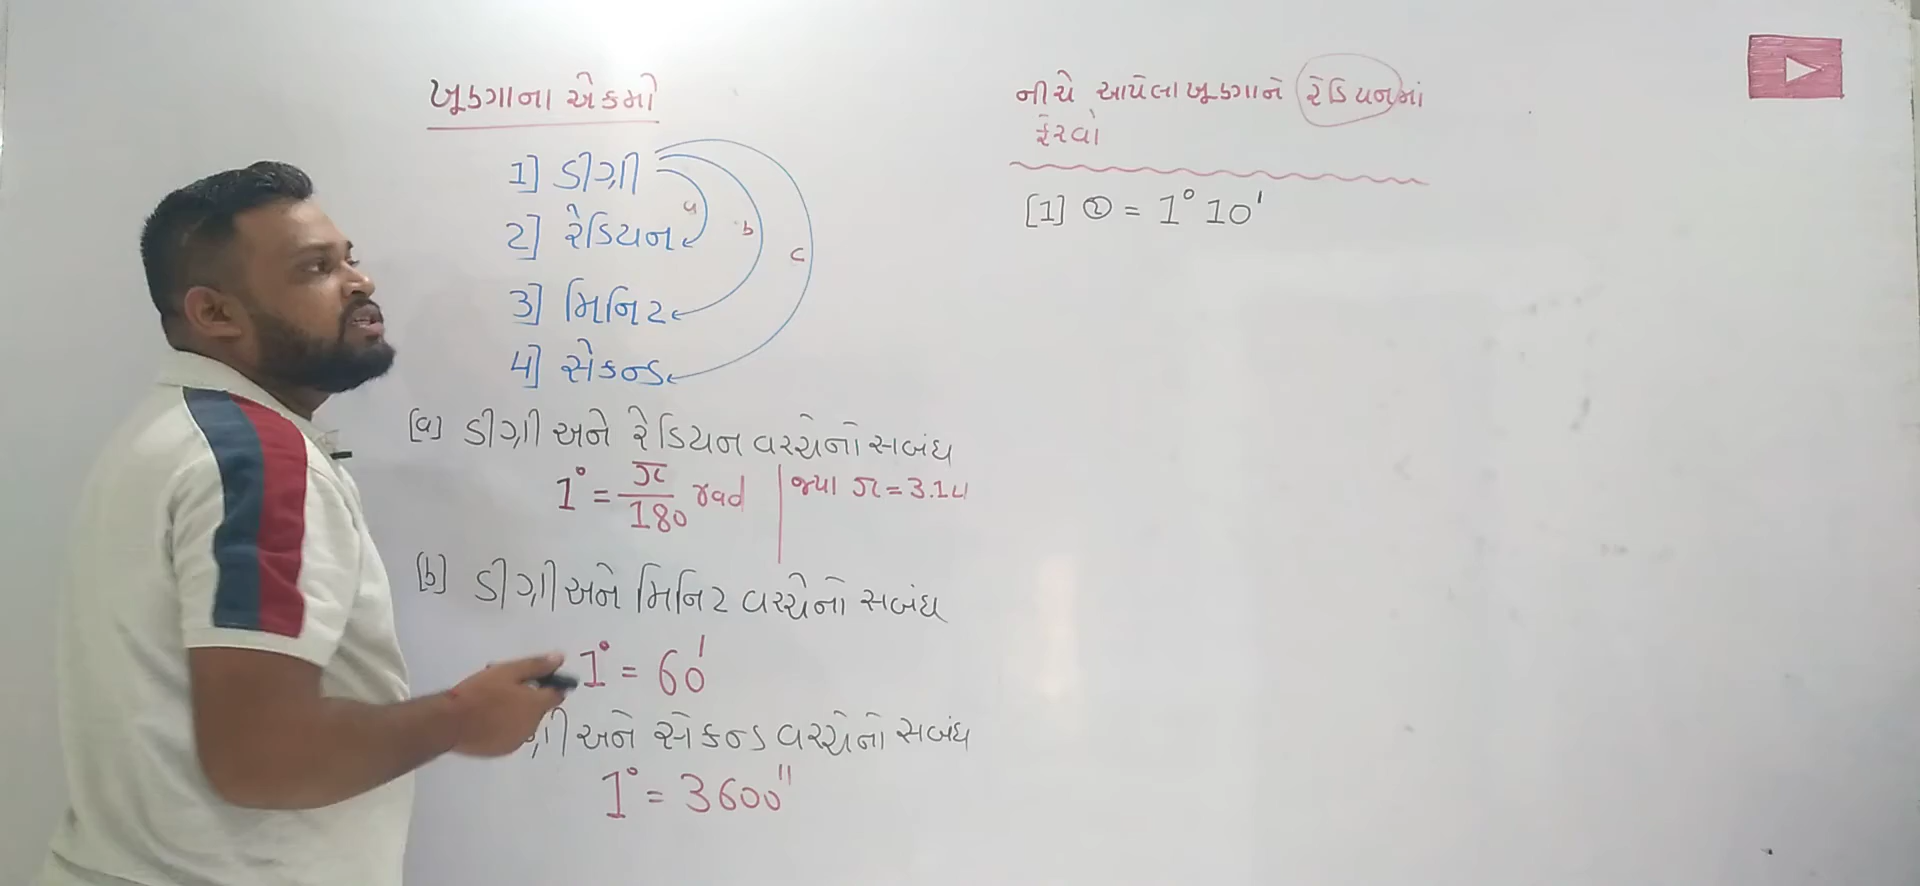 ખૂણાના એકમો
1] ડીગ્રી
2] રેડિયન
3] મિનિટ
4] સેકન્ડ
a
b
c
[a] ડીગ્રી અને રેડિયન વચ્ચેનો સબંધ
1° = π/180 rad | જ્યા π = 3.14
[b] ડીગ્રી અને મિનિટ વચ્ચેનો સબંધ
1° = 60'
અને સેકન્ડ વચ્ચેનો સબંધ
1° = 3600"
નીચે આપેલા ખૂણાને રેડિયનમાં
ફેરવો
[1] ② = 1° 10'